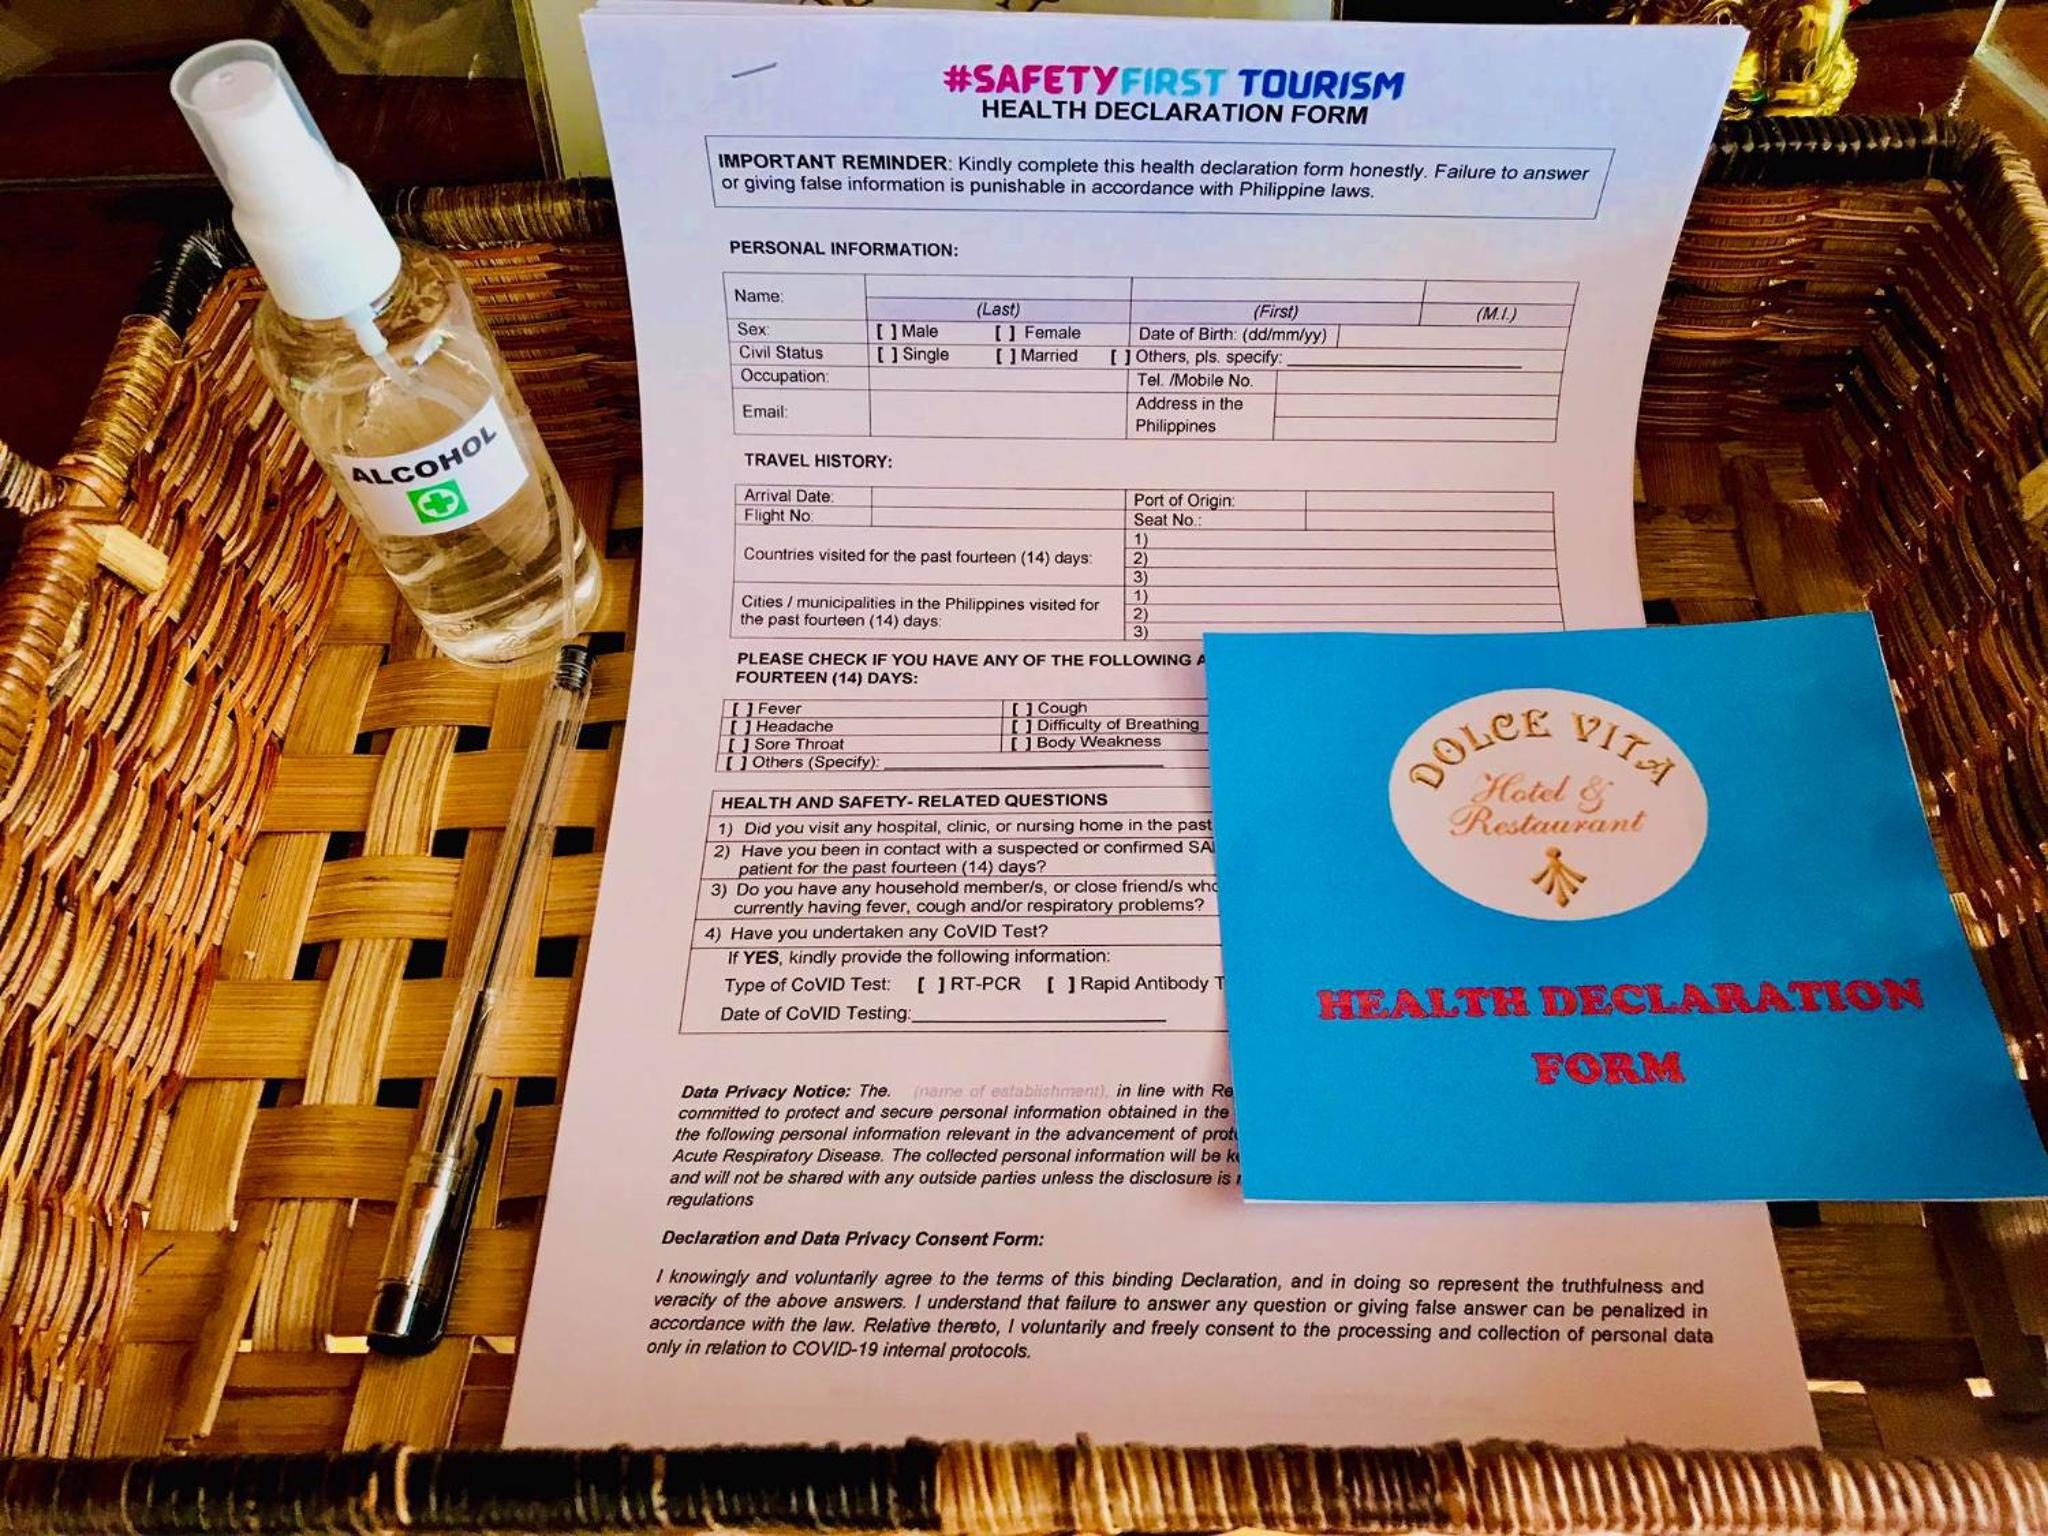 #SAFETYFIRST TOURISM
HEALTH DECLARATION FORM
IMPORTANT REMINDER: Kindly complete this health declaration form honestly. Failure to answer
or giving false information is punishable in accordance with Philippine laws.
PERSONAL INFORMATION:
Name:
(Last) (First) (M.I.)
Sex: [ ] Male [ ] Female Date of Birth: (dd/mm/yy)
Civil Status [ ] Single [ ] Married [ ] Others, pls. specify:
Occupation: Tel. /Mobile No.
Email: Address in the
Philippines
TRAVEL HISTORY:
Arrival Date: Port of Origin:
Flight No: Seat No.:
Countries visited for the past fourteen (14) days: 1)
2)
3)
Cities / municipalities in the Philippines visited for
the past fourteen (14) days: 1)
2)
3)
PLEASE CHECK IF YOU HAVE ANY OF THE FOLLOWING
FOURTEEN (14) DAYS:
[ ] Fever [ ] Cough
[ ] Headache [ ] Difficulty of Breathing
[ ] Sore Throat [ ] Body Weakness
[ ] Others (Specify):
HEALTH AND SAFETY- RELATED QUESTIONS
1) Did you visit any hospital, clinic, or nursing home in the past
2) Have you been in contact with a suspected or confirmed
patient for the past fourteen (14) days?
3) Do you have any household member/s, or close friend/s who
currently having fever, cough and/or respiratory problems?
4) Have you undertaken any CoVID Test?
If YES, kindly provide the following information:
Type of CoVID Test: [ ] RT-PCR [ ] Rapid Antibody T
Date of CoVID Testing:
Data Privacy Notice: The. (name of establishment), in line with Re
committed to protect and secure personal information obtained in the
the following personal information relevant in the advancement of
Acute Respiratory Disease. The collected personal information will be
and will not be shared with any outside parties unless the disclosure is
regulations
Declaration and Data Privacy Consent Form:
I knowingly and voluntarily agree to the terms of this binding Declaration, and in doing so represent the truthfulness and
veracity of the above answers. I understand that failure to answer any question or giving false answer can be penalized in
accordance with the law. Relative thereto, I voluntarily and freely consent to the processing and collection of personal data
only in relation to COVID-19 internal protocols.
ALCOHOL
DOLCE VITA
Hotel &
Restaurant
HEALTH DECLARATION
FORM